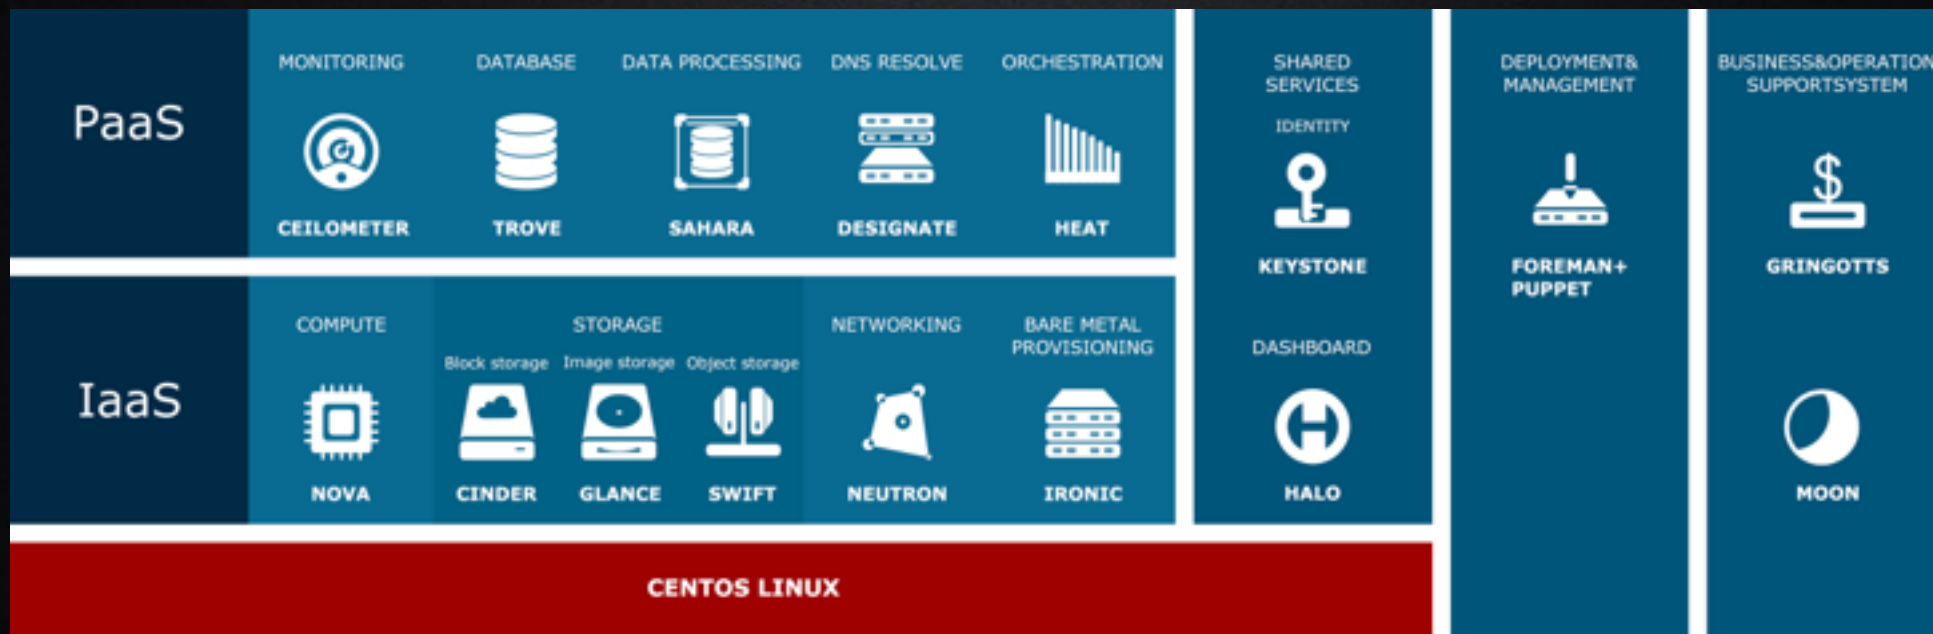 PaaS
MONITORING
CEILOMETER
DATABASE
TROVE
DATA PROCESSING
SAHARA
DNS RESOLVE
DESIGNATE
ORCHESTRATION
HEAT
IaaS
COMPUTE
NOVA
STORAGE
Block storage
CINDER
Image storage
GLANCE
Object storage
SWIFT
NETWORKING
NEUTRON
BARE METAL
PROVISIONING
IRONIC
SHARED
SERVICES
IDENTITY
KEYSTONE
DASHBOARD
HALO
DEPLOYMENT&
MANAGEMENT
FOREMAN+
PUPPET
BUSINESS&OPERATION
SUPPORTSYSTEM
$
GRINGOTTS
MOON
CENTOS LINUX